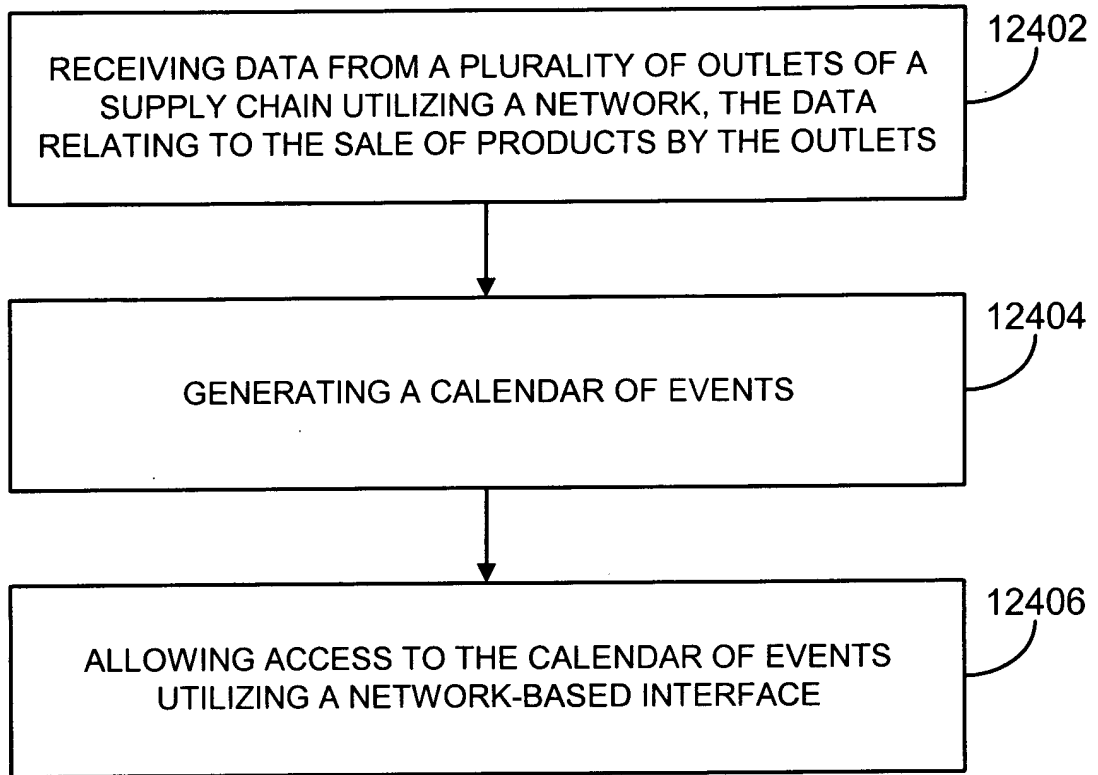 12402
RECEIVING DATA FROM A PLURALITY OF OUTLETS OF A
SUPPLY CHAIN UTILIZING A NETWORK, THE DATA
RELATING TO THE SALE OF PRODUCTS BY THE OUTLETS
12404
GENERATING A CALENDAR OF EVENTS
12406
ALLOWING ACCESS TO THE CALENDAR OF EVENTS
UTILIZING A NETWORK-BASED INTERFACE